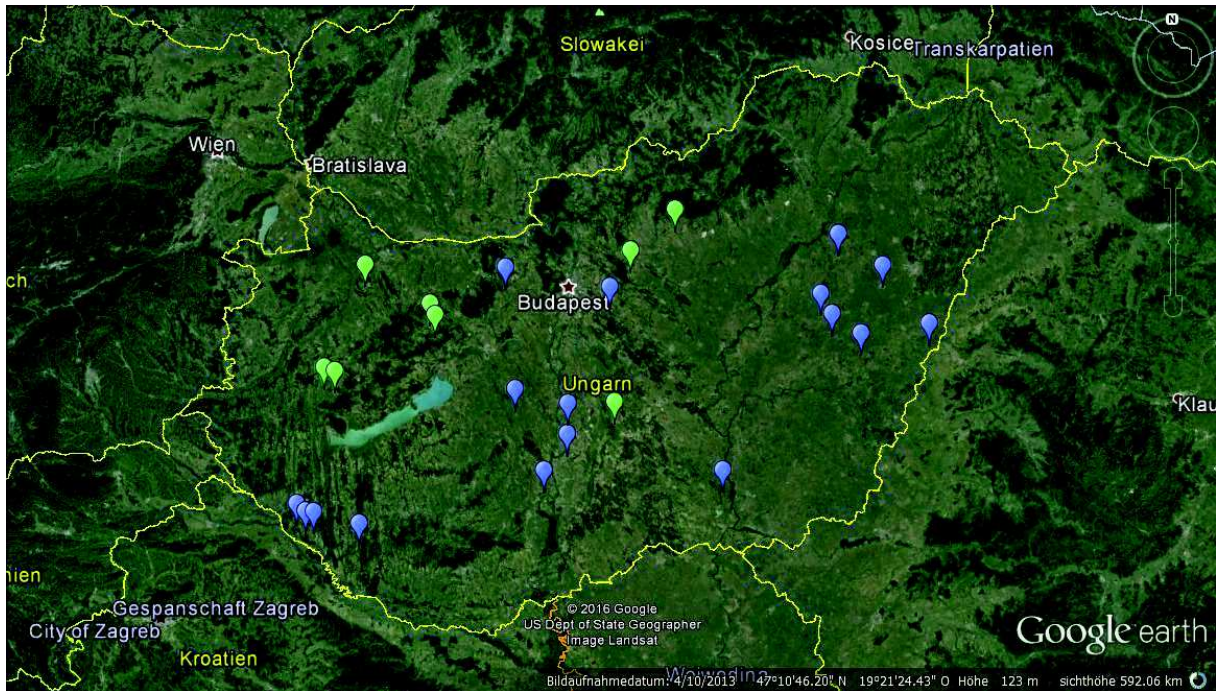 N
Slowakei
Kosice
Transkarpatien
Wien
Bratislava
ch
Budapest
Ungarn
Klau
nien
Gespanschaft Zagreb
City of Zagreb
Kroatien
© 2016 Google
US Dept of State Geographer
Image Landsat
Google earth
Bildaufnahmedatum: 4/10/2013 47°10'46.20" N 19°21'24.43" O Höhe 123 m sichthöhe 592.06 km